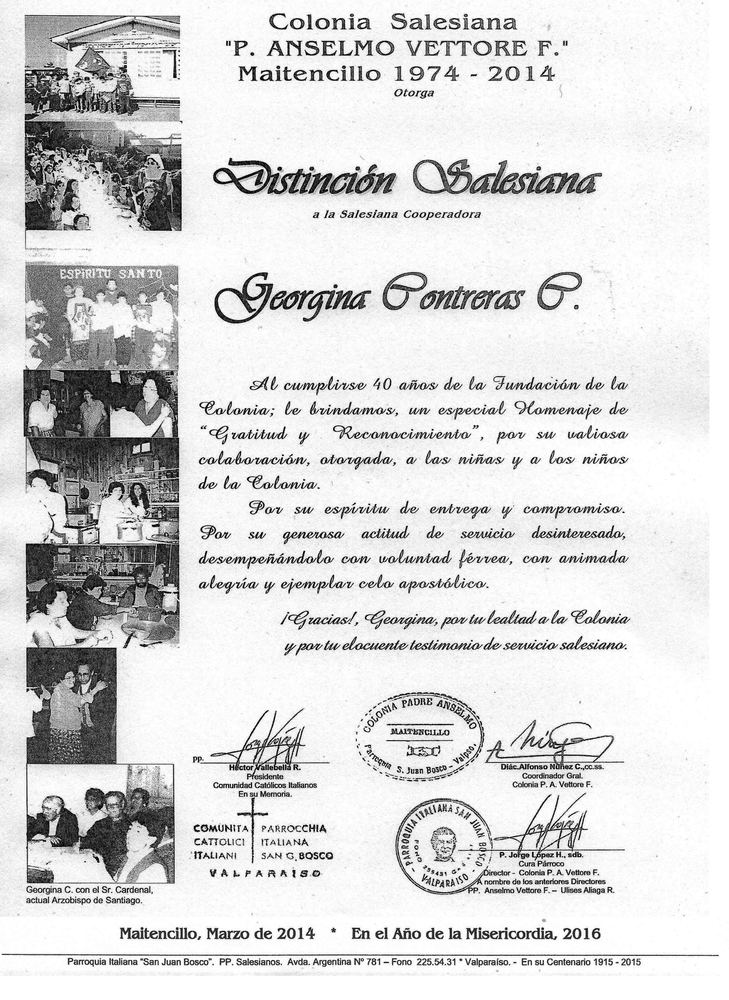 Colonia Salesiana
"P. ANSELMO VETTORE F."
Maitencillo 1974 - 2014
Otorga
Distinción Salesiana
a la Salesiana Cooperadora
ESPIRITU SANTO
Georgina Contreras C.
Al cumplirse 40 años de la Fundación de la
Colonia; le brindamos, un especial Homenaje de
“Gratitud y Reconocimiento”, por su valiosa
colaboración, otorgada, a las niñas y a los niños
de la Colonia.
Por su espíritu de entrega y compromiso.
Por su generosa actitud de servicio desinteresado,
desempeñándolo con voluntad férrea, con animada
alegría y ejemplar celo apostólico.
¡Gracias!, Georgina, por tu lealtad a la Colonia
y por tu elocuente testimonio de servicio salesiano.
pp.
Héctor Vallebella R.
Presidente
Comunidad Católicos Italianos
En su Memoria.
COLONIA PADRE ANSELMO
MAITENCILLO
Parroquia S. Juan Bosco - Valpso.
Diác.Alfonso Núñez C.,cc.ss.
Coordinador Gral.
Colonia P. A. Vettore F.
COMUNITA PARROCCHIA
CATTOLICI ITALIANA
ITALIANI SAN G. BOSCO
VALPARAISO
PARROQUIA ITALIANA SAN JUAN BOSCO
FONO 255431
VALPARAISO
P. Jorge López H., sdb.
Cura Párroco
Director - Colonia P. A. Vettore F.
A nombre de los anteriores Directores
PP. Anselmo Vettore F. – Ulises Aliaga R.
Georgina C. con el Sr. Cardenal,
actual Arzobispo de Santiago.
Maitencillo, Marzo de 2014 * En el Año de la Misericordia, 2016
Parroquia Italiana “San Juan Bosco”. PP. Salesianos. Avda. Argentina Nº 781 – Fono 225.54.31 * Valparaíso. - En su Centenario 1915 - 2015